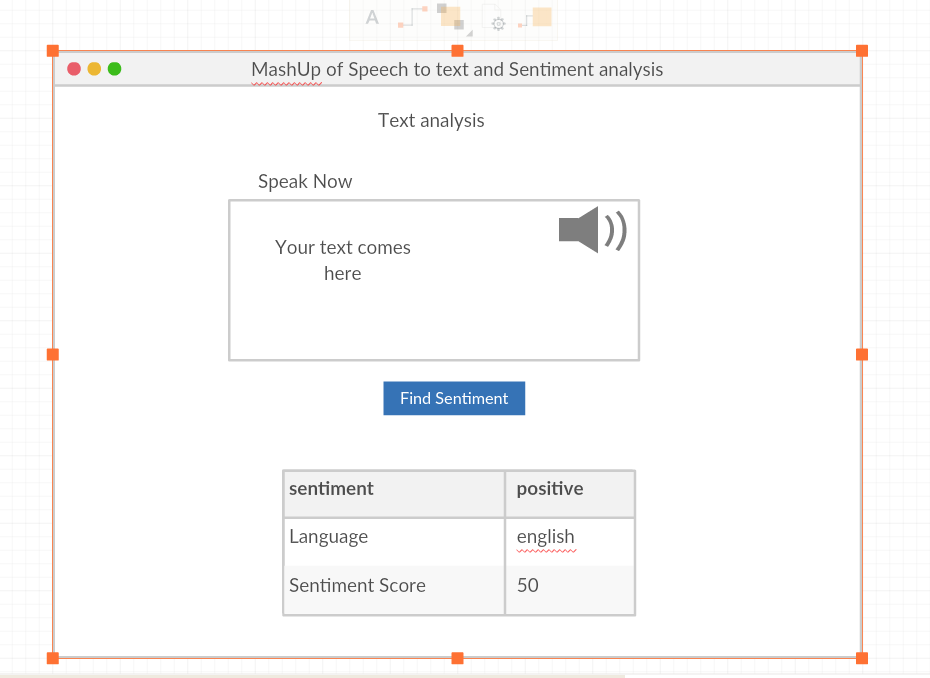 A
MashUp of Speech to text and Sentiment analysis
Text analysis
Speak Now
Your text comes
here
Find Sentiment
sentiment positive
Language english
Sentiment Score 50